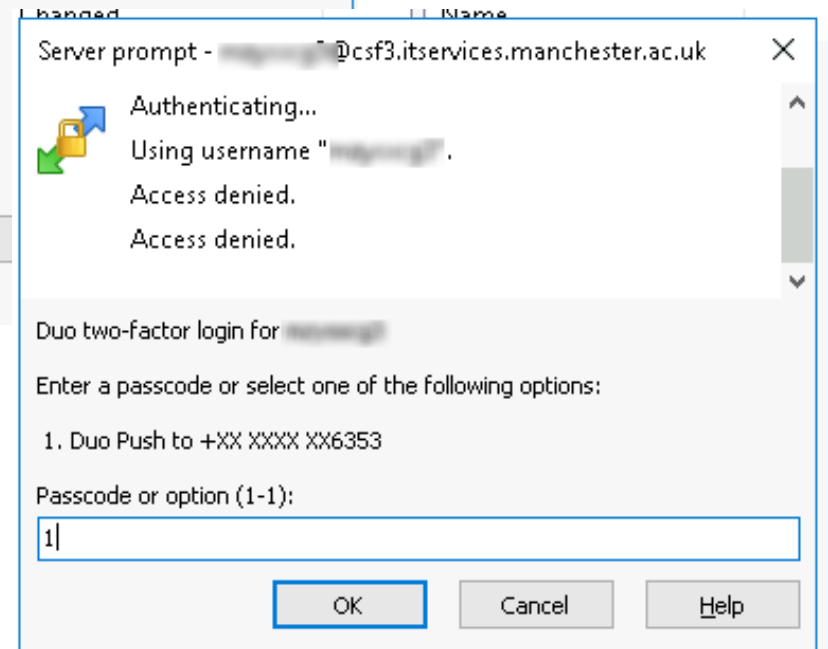 Changed
Name
Server prompt - @csf3.itservices.manchester.ac.uk
Authenticating...
Using username " ".
Access denied.
Access denied.
Duo two-factor login for
Enter a passcode or select one of the following options:
1. Duo Push to +XX XXXX XX6353
Passcode or option (1-1):
1
OK Cancel Help